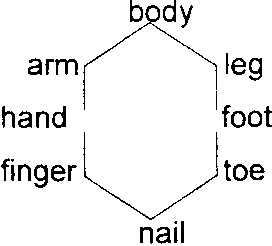 body
arm leg
hand foot
finger toe
nail